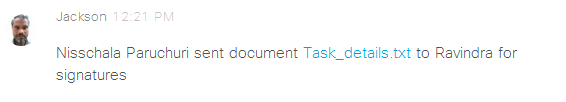 Jackson 12:21 PM
Nisschala Paruchuri sent document Task_details.txt to Ravindra for
signatures